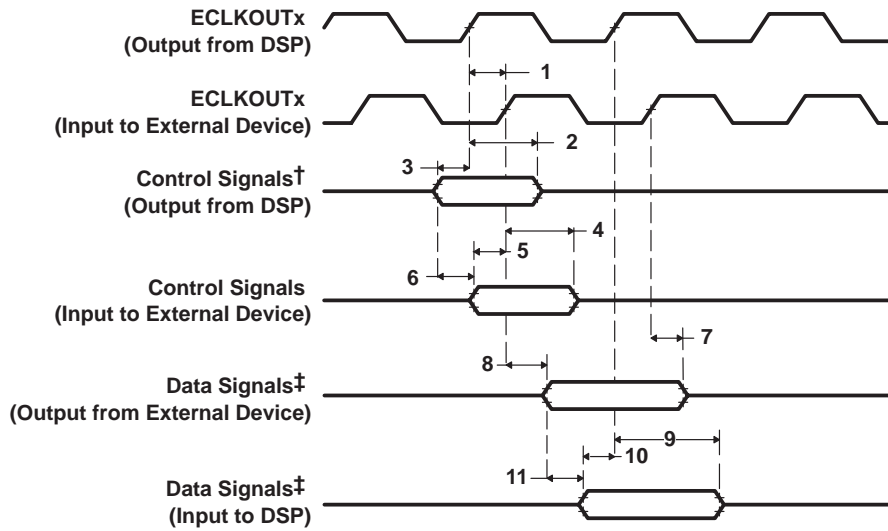 ECLKOUTx
(Output from DSP)
1
ECLKOUTx
(Input to External Device)
2
3
Control Signals†
(Output from DSP)
4
5
6
Control Signals
(Input to External Device)
7
8
Data Signals‡
(Output from External Device)
9
10
11
Data Signals‡
(Input to DSP)